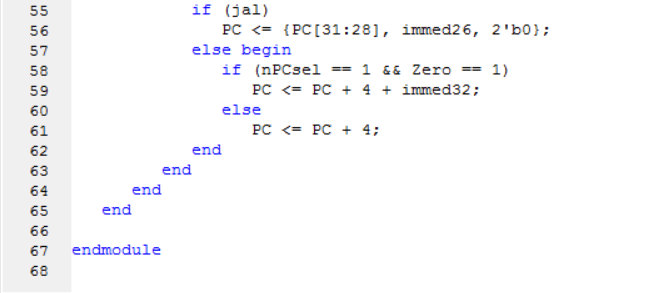 55 if (jal)
56 PC <= {PC[31:28], immed26, 2'b0};
57 else begin
58 if (nPCsel == 1 && Zero == 1)
59 PC <= PC + 4 + immed32;
60 else
61 PC <= PC + 4;
62 end
63 end
64 end
65 end
66
67 endmodule
68